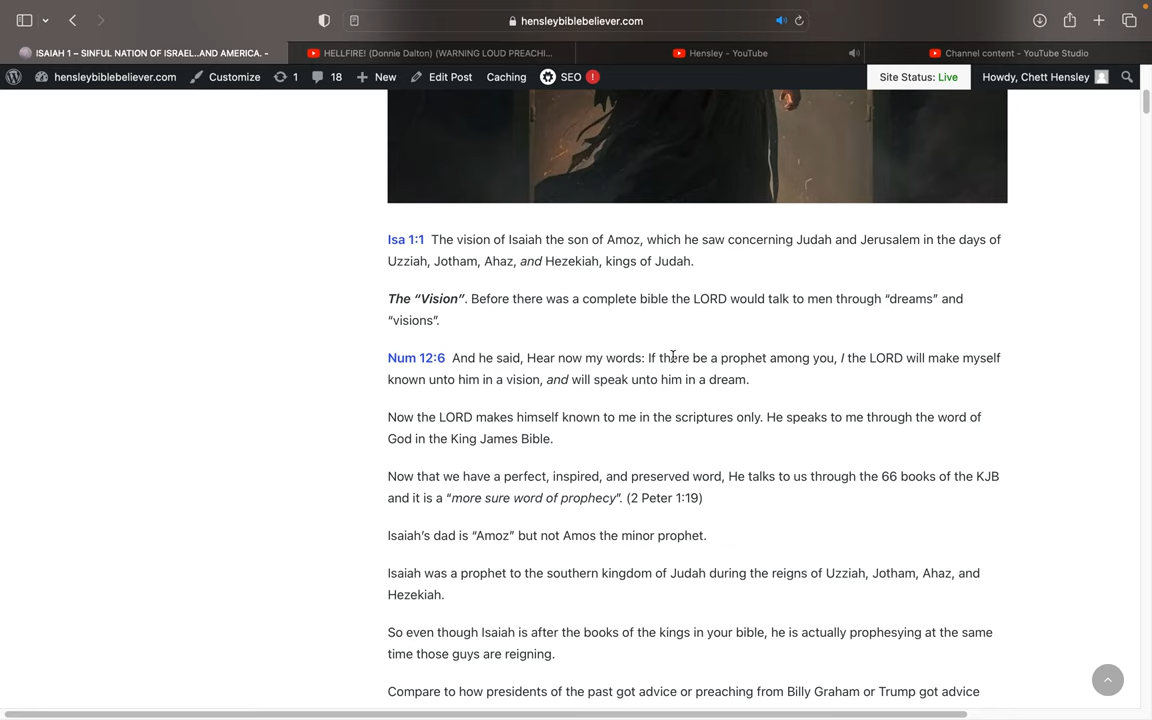 hensleybiblebeliever.com
ISAIAH 1 – SINFUL NATION OF ISRAEL..AND AMERICA. -
HELLFIRE! (Donnie Dalton) (WARNING LOUD PREACHI...
Hensley - YouTube
Channel content - YouTube Studio
hensleybiblebeliever.com
Customize
1
18
New
Edit Post
Caching
SEO
!
Site Status: Live
Howdy, Chett Hensley
Isa 1:1 The vision of Isaiah the son of Amoz, which he saw concerning Judah and Jerusalem in the days of
Uzziah, Jotham, Ahaz, and Hezekiah, kings of Judah.
The “Vision”. Before there was a complete bible the LORD would talk to men through “dreams” and
“visions”.
Num 12:6 And he said, Hear now my words: If there be a prophet among you, I the LORD will make myself
known unto him in a vision, and will speak unto him in a dream.
Now the LORD makes himself known to me in the scriptures only. He speaks to me through the word of
God in the King James Bible.
Now that we have a perfect, inspired, and preserved word, He talks to us through the 66 books of the KJB
and it is a “more sure word of prophecy”. (2 Peter 1:19)
Isaiah’s dad is “Amoz” but not Amos the minor prophet.
Isaiah was a prophet to the southern kingdom of Judah during the reigns of Uzziah, Jotham, Ahaz, and
Hezekiah.
So even though Isaiah is after the books of the kings in your bible, he is actually prophesying at the same
time those guys are reigning.
Compare to how presidents of the past got advice or preaching from Billy Graham or Trump got advice